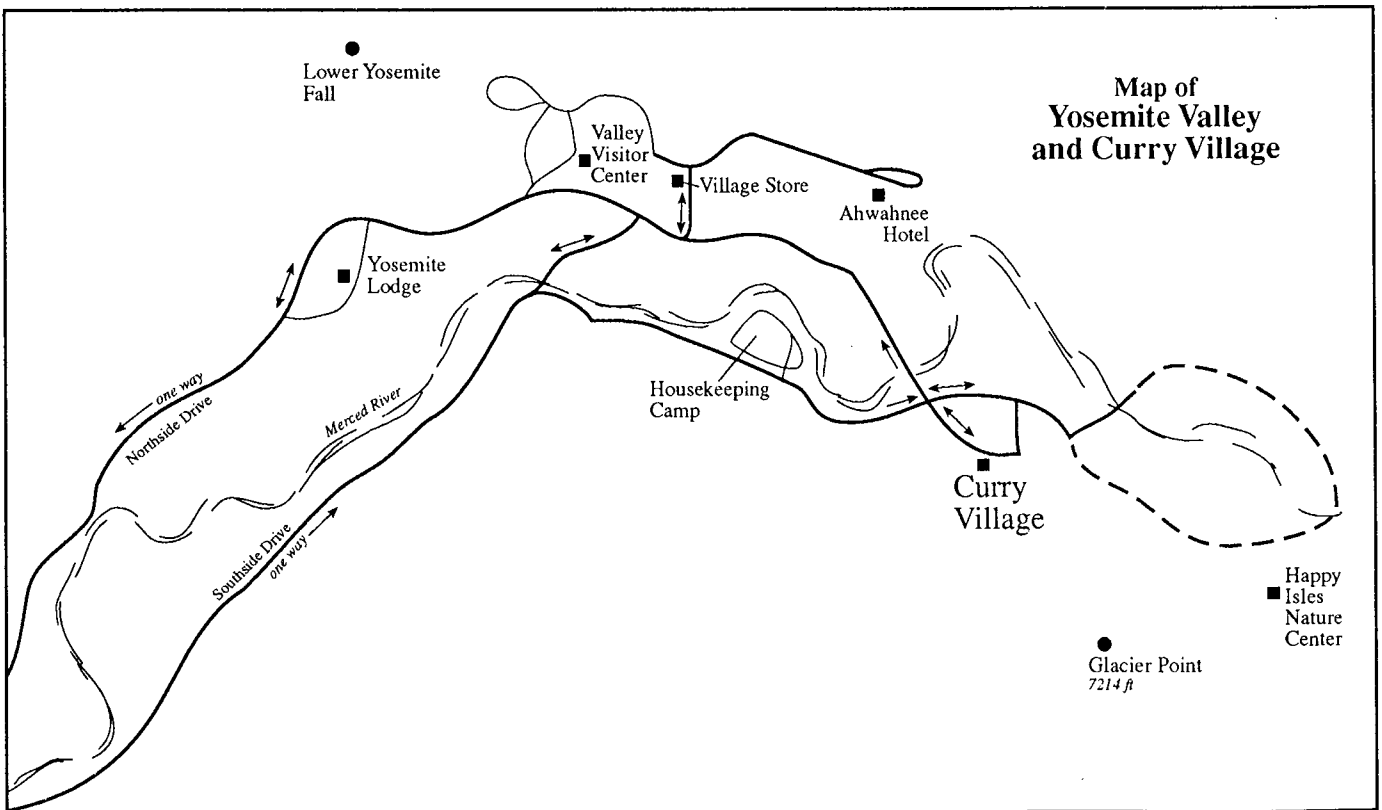 Map of
Yosemite Valley
and Curry Village
Lower Yosemite
Fall
Valley
Visitor
Center
Village Store
Ahwahnee
Hotel
Yosemite
Lodge
one way
Northside Drive
Merced River
Housekeeping
Camp
Southside Drive
one way
Curry
Village
Happy
Isles
Nature
Center
Glacier Point
7214 ft